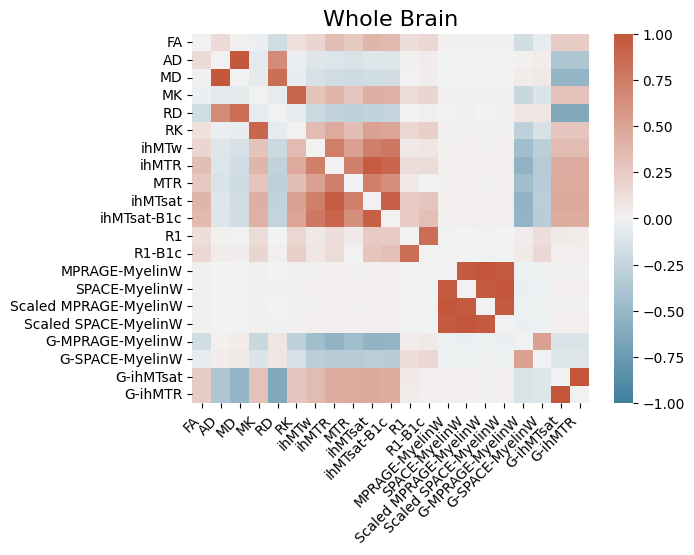 Whole Brain
FA
AD
MD
MK
RD
RK
ihMTw
ihMTR
MTR
ihMTsat
ihMTsat-B1c
R1
R1-B1c
MPRAGE-MyelinW
SPACE-MyelinW
Scaled MPRAGE-MyelinW
Scaled SPACE-MyelinW
G-MPRAGE-MyelinW
G-SPACE-MyelinW
G-ihMTsat
G-ihMTR
FA
AD
MD
MK
RD
RK
ihMTw
ihMTR
MTR
ihMTsat
ihMTsat-B1c
R1
R1-B1c
MPRAGE-MyelinW
SPACE-MyelinW
Scaled MPRAGE-MyelinW
Scaled SPACE-MyelinW
G-MPRAGE-MyelinW
G-SPACE-MyelinW
G-ihMTsat
G-ihMTR
1.00
0.75
0.50
0.25
0.00
−0.25
−0.50
−0.75
−1.00